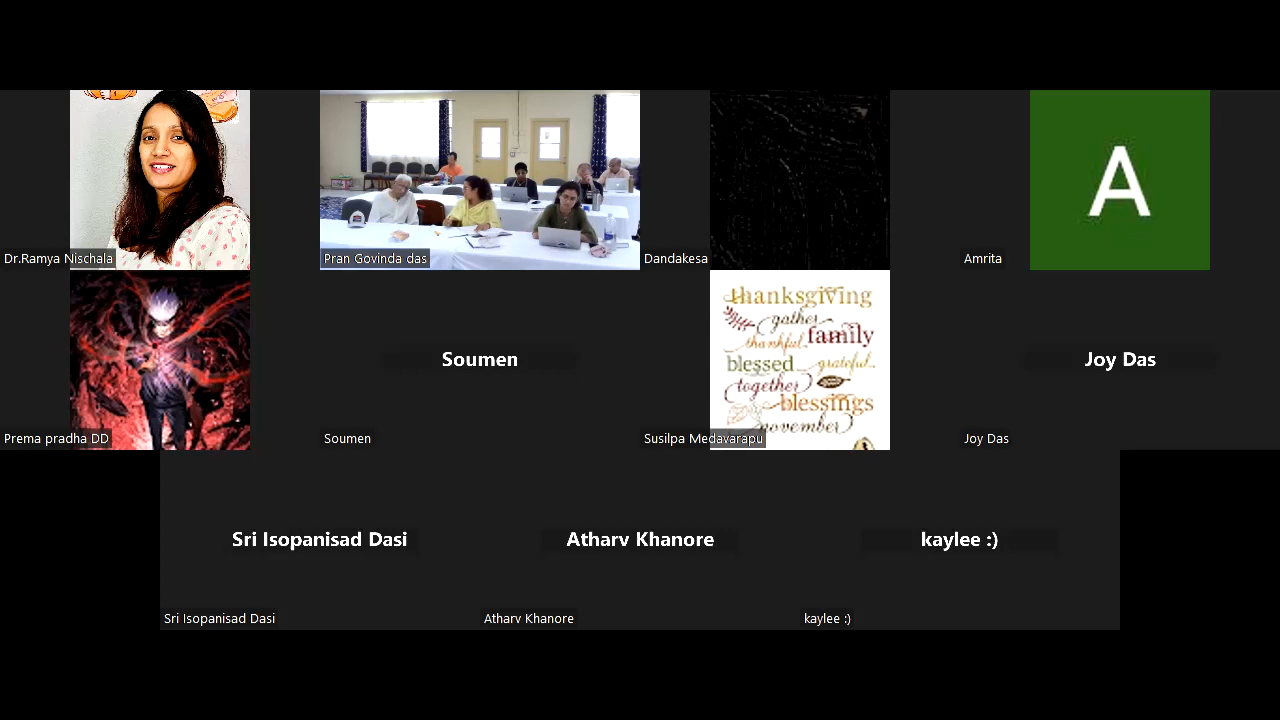 Dr.Ramya Nischala
Pran Govinda das
Dandakesa
Amrita
A
Prema pradha DD
Soumen
Soumen
thanksgiving
gather
family
thankful
blessed
grateful
together
blessings
november
Susilpa Medavarapu
Joy Das
Joy Das
Sri Isopanisad Dasi
Sri Isopanisad Dasi
Atharv Khanore
Atharv Khanore
kaylee :)
kaylee :)